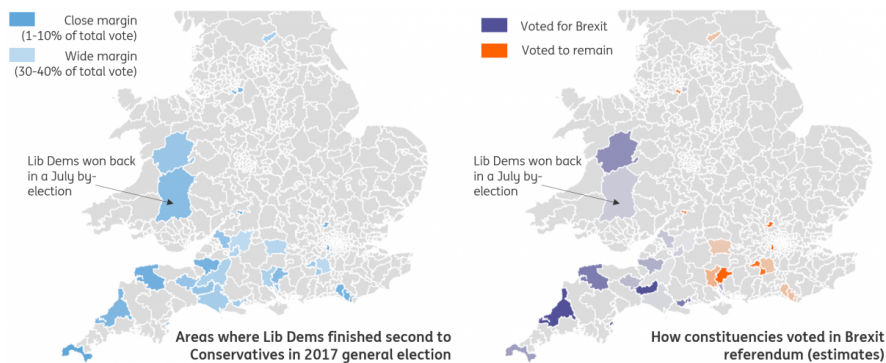 Close margin
(1-10% of total vote)
Wide margin
(30-40% of total vote)
Lib Dems won back
in a July by-
election
Areas where Lib Dems finished second to
Conservatives in 2017 general election
Voted for Brexit
Voted to remain
Lib Dems won back
in a July by-
election
How constituencies voted in Brexit
referendum (estimates)